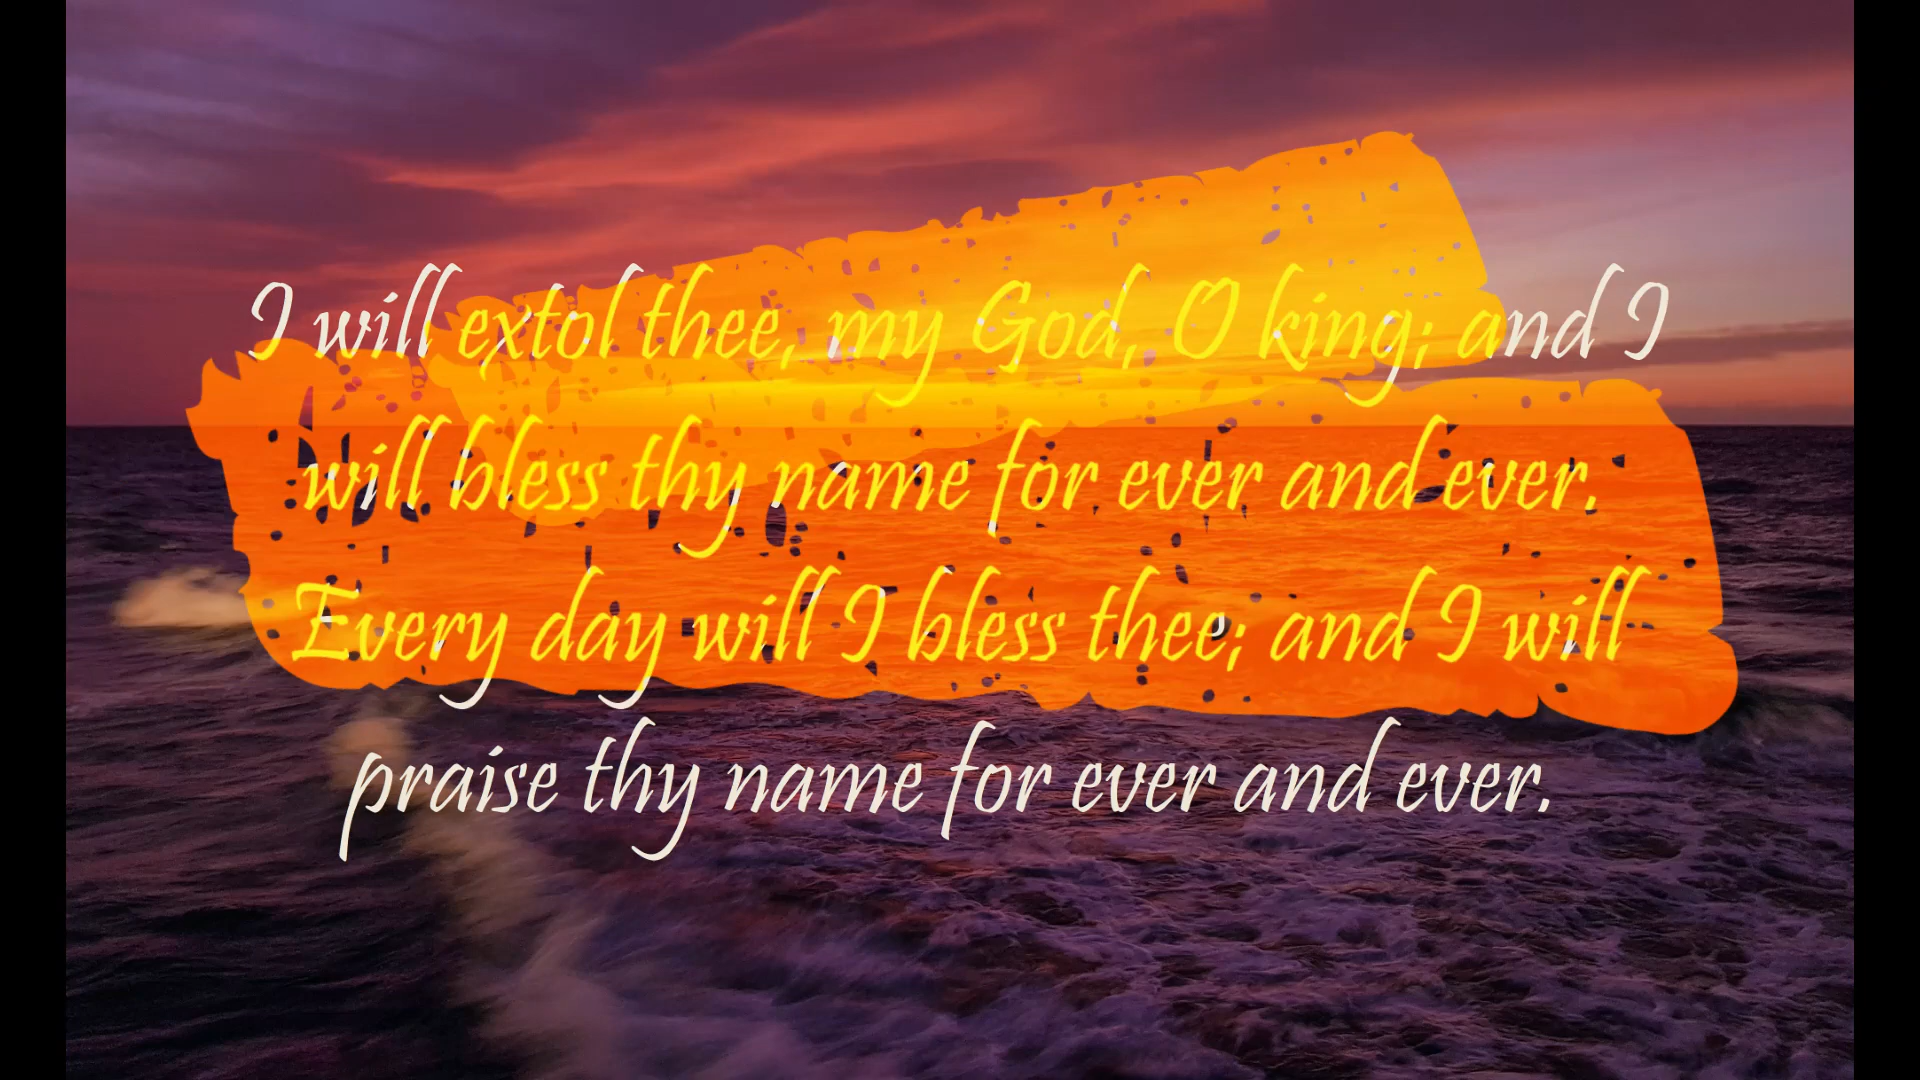 I will extol thee, my God, O king; and I
will bless thy name for ever and ever.
Every day will I bless thee; and I will
praise thy name for ever and ever.